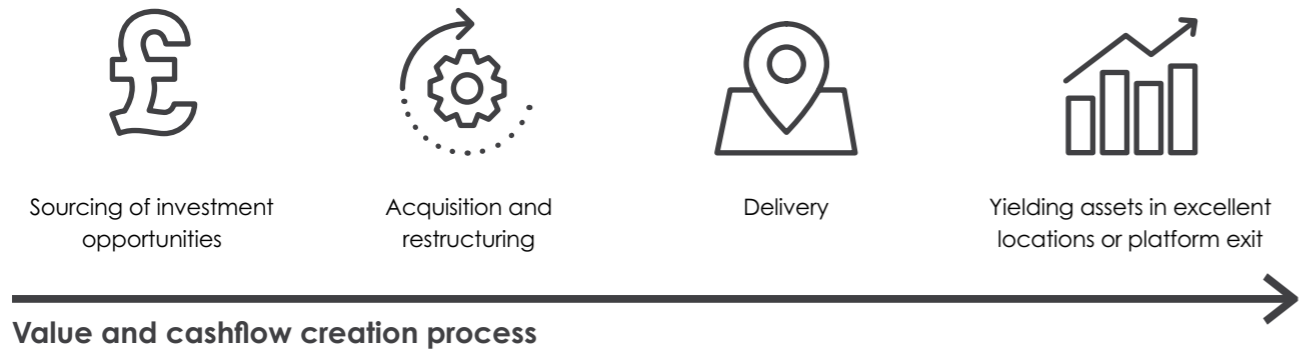 Sourcing of investment
opportunities
Acquisition and
restructuring
Delivery
Yielding assets in excellent
locations or platform exit
Value and cashflow creation process